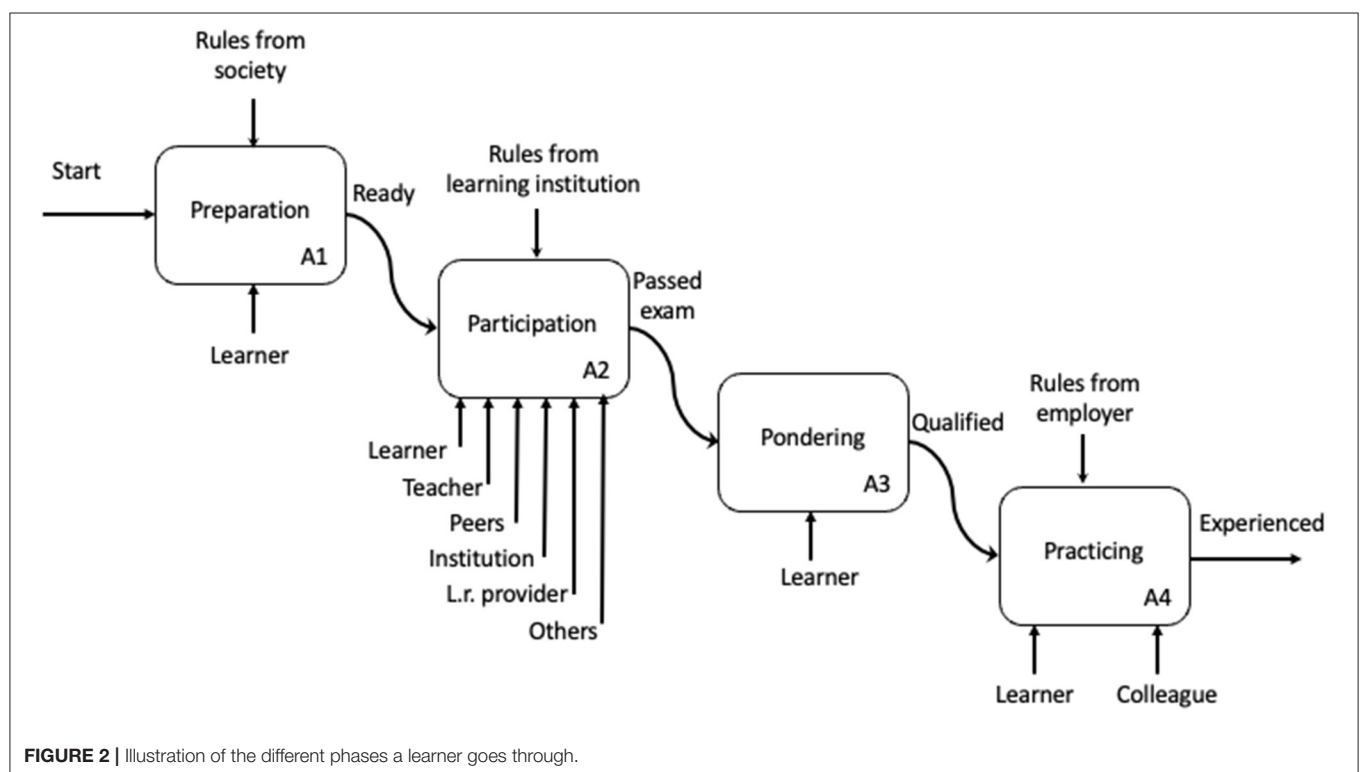 Rules from
society
Start
Preparation
A1
Ready
Learner
Rules from
learning institution
Participation
A2
Passed
exam
Learner
Teacher
Peers
Institution
L.r. provider
Others
Pondering
A3
Qualified
Learner
Rules from
employer
Practicing
A4
Experienced
Learner
Colleague
FIGURE 2 | Illustration of the different phases a learner goes through.